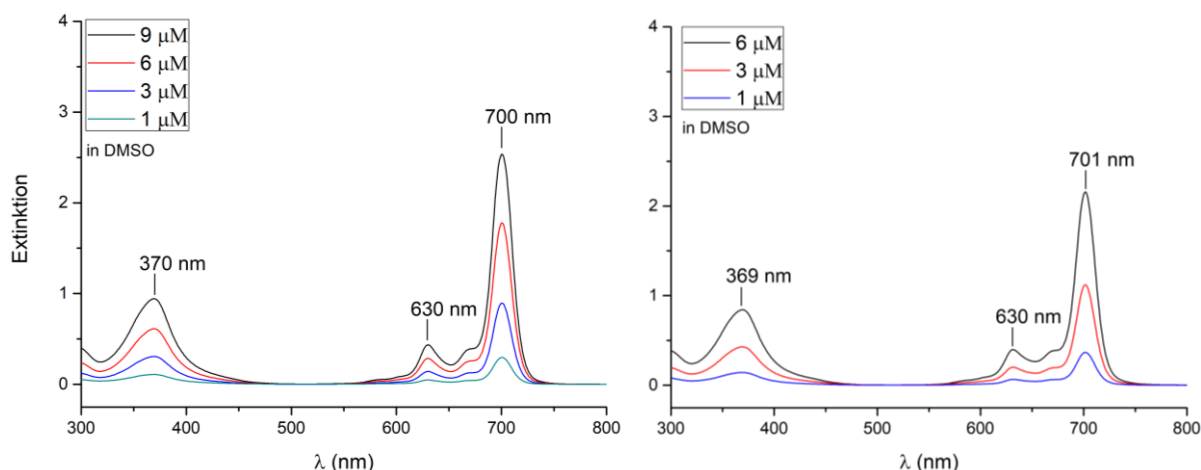 4
3
2
1
0
Extinktion
9 μM
6 μM
3 μM
1 μM
in DMSO
370 nm
630 nm
700 nm
300 400 500 600 700 800
λ (nm)
4
3
2
1
0
6 μM
3 μM
1 μM
in DMSO
369 nm
630 nm
701 nm
300 400 500 600 700 800
λ (nm)